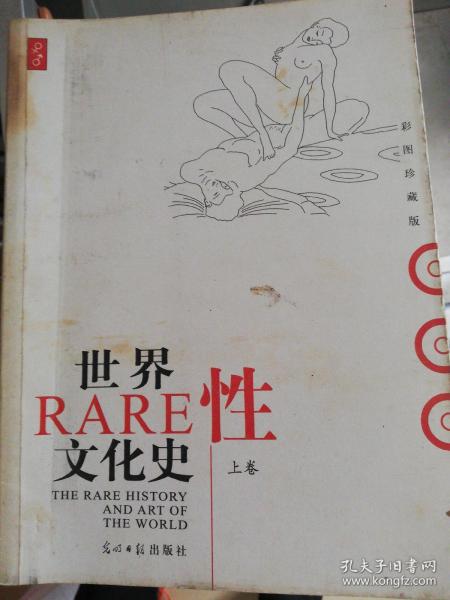 彩图珍藏版
世界
RARE性
文化史
上卷
THE RARE HISTORY
AND ART OF
THE WORLD
光明日报出版社
孔夫子旧书网
www.kongfz.com